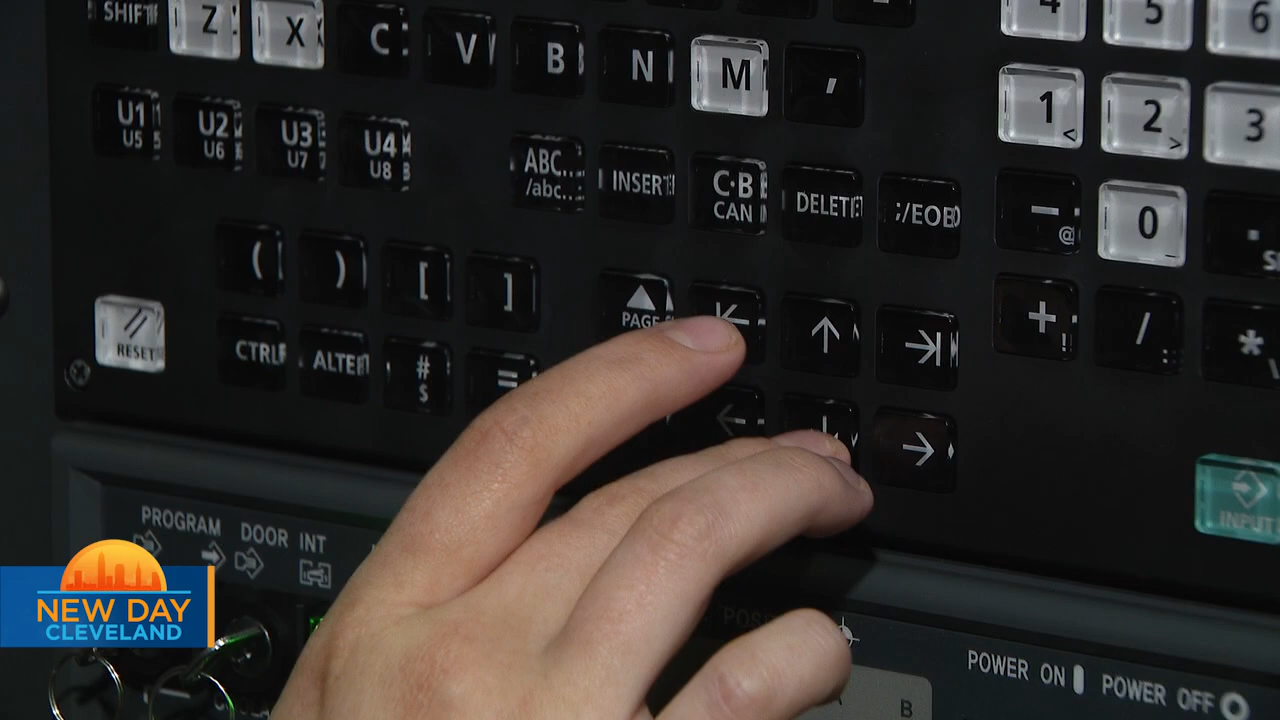 4 5 6
SHIFT Z X C V B N M , 1 < 2 > 3
U1 U2 U3 U4
U5 U6 U7 U8
ABC... INSERT C·B DELETE ;/EOB - 0
/abc... CAN @ _
( ) [ ] PAGE ↑ →| + / *
RESET CTRL ALTER # =
$ ← ↓ →
INPUT
PROGRAM DOOR INT
NEW DAY
CLEVELAND
POWER ON POWER OFF
B